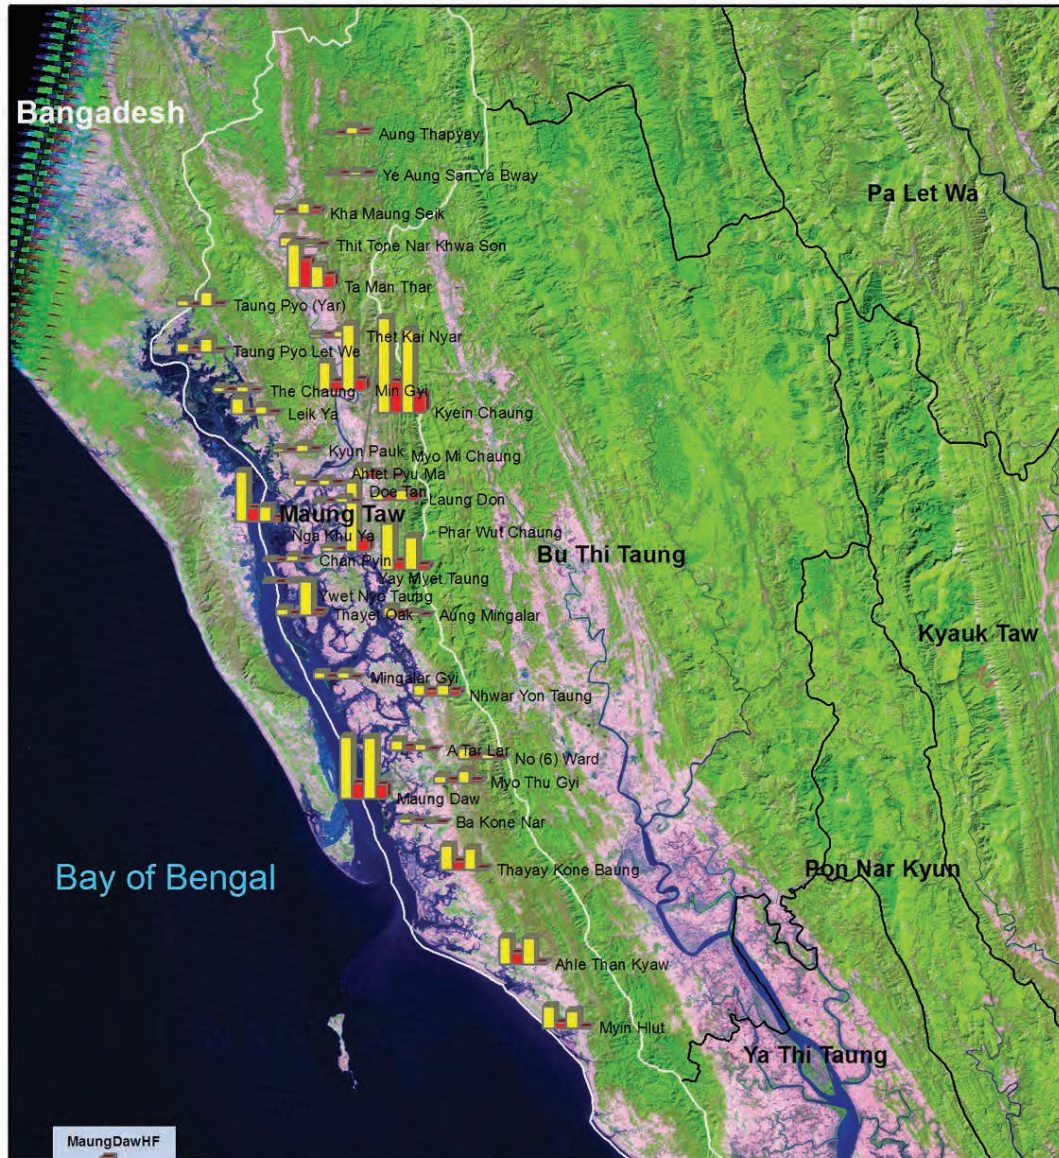 Bangadesh
Aung Thapyay
Ye Aung San Ya Bway
Pa Let Wa
Kha Maung Seik
Thit Tone Nar Khwa Son
Ta Man Thar
Taung Pyo (Yar)
Thet Kai Nyar
Taung Pyo Let We
The Chaung
Min Gyi
Leik Ya
Kyein Chaung
Kyun Pauk
Myo Mi Chaung
Ahtet Pyu Ma
Doe Tan
Laung Don
Maung Taw
Nga Khu Ya
Phar Wut Chaung
Bu Thi Taung
Chan Pyin
Yay Myet Taung
Ywet Nyo Taung
Thayet Oak
Aung Mingalar
Kyauk Taw
Mingalar Gyi
Nhwar Yon Taung
A Tar Lar
No (6) Ward
Myo Thu Gyi
Maung Daw
Ba Kone Nar
Thayay Kone Baung
Bay of Bengal
Pon Nar Kyun
Ahle Than Kyaw
Myin Hlut
Ya Thi Taung
MaungDawHF